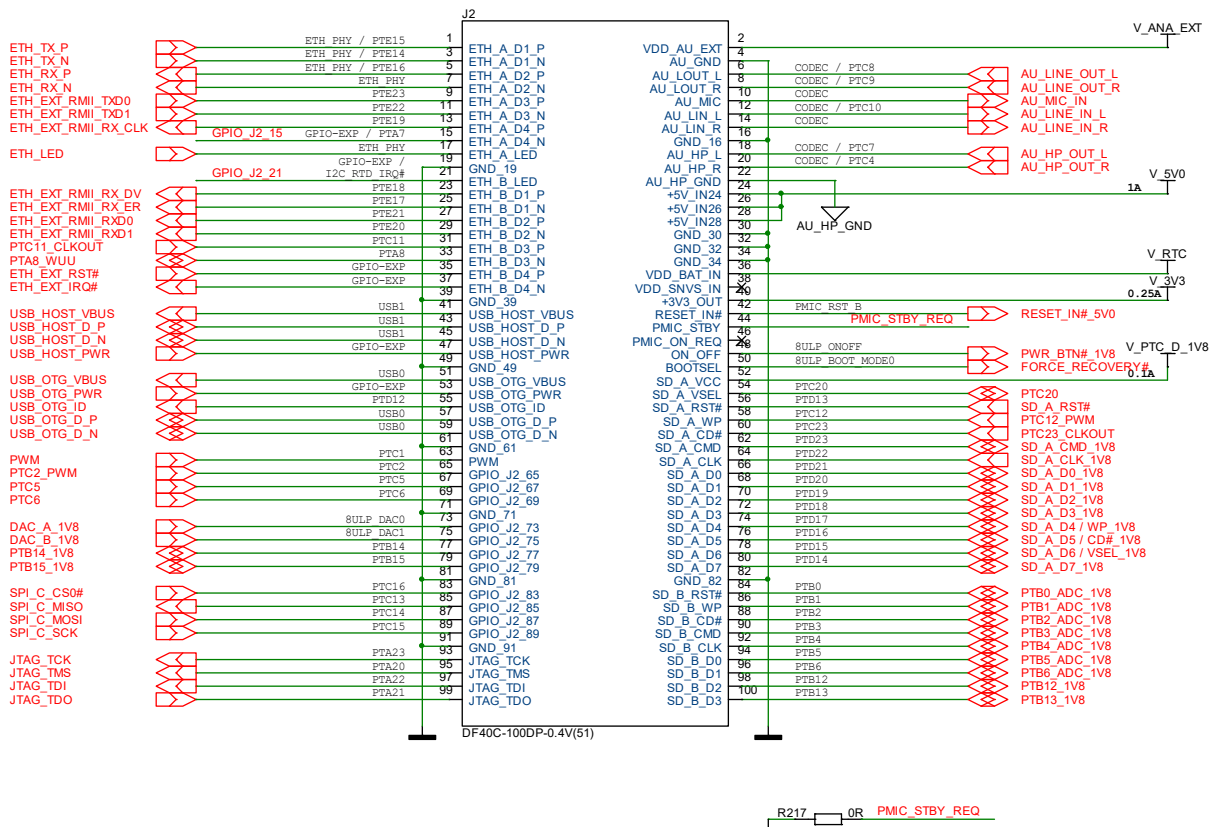 J2
V_ANA_EXT
ETH_TX_P ETH PHY / PTE15 1 ETH_A_D1_P VDD_AU_EXT 2
ETH_TX_N ETH PHY / PTE14 3 ETH_A_D1_N AU_GND 4
ETH_RX_P ETH PHY / PTE16 5 ETH_A_D2_P AU_LOUT_L 6 CODEC / PTC8 AU_LINE_OUT_L
ETH_RX_N ETH PHY 7 ETH_A_D2_N AU_LOUT_R 8 CODEC / PTC9 AU_LINE_OUT_R
ETH_EXT_RMII_TXD0 PTE23 9 ETH_A_D3_P AU_MIC 10 CODEC AU_MIC_IN
ETH_EXT_RMII_TXD1 PTE22 11 ETH_A_D3_N AU_LIN_L 12 CODEC / PTC10 AU_LINE_IN_L
ETH_EXT_RMII_RX_CLK PTE19 13 ETH_A_D4_P AU_LIN_R 14 CODEC AU_LINE_IN_R
GPIO_J2_15 GPIO-EXP / PTA7 15 ETH_A_D4_N GND_16 16
ETH_LED ETH PHY 17 ETH_A_LED AU_HP_L 18 CODEC / PTC7 AU_HP_OUT_L
GPIO-EXP / 19 GND_19 AU_HP_R 20 CODEC / PTC4 AU_HP_OUT_R
GPIO_J2_21 I2C_RTD_IRQ# 21 ETH_B_LED AU_HP_GND 22 V_5V0
ETH_EXT_RMII_RX_DV PTE18 23 ETH_B_D1_P +5V_IN24 24 1A
ETH_EXT_RMII_RX_ER PTE17 25 ETH_B_D1_N +5V_IN26 26
ETH_EXT_RMII_RXD0 PTE21 27 ETH_B_D2_P +5V_IN28 28 AU_HP_GND
ETH_EXT_RMII_RXD1 PTE20 29 ETH_B_D2_N GND_30 30
PTC11_CLKOUT PTC11 31 ETH_B_D3_P GND_32 32
PTA8_WUU PTA8 33 ETH_B_D3_N GND_34 34 V_RTC
ETH_EXT_RST# GPIO-EXP 35 ETH_B_D4_P VDD_BAT_IN 36
ETH_EXT_IRQ# GPIO-EXP 37 ETH_B_D4_N VDD_SNVS_IN 38 V_3V3
39 GND_39 +3V3_OUT 40 0.25A
USB_HOST_VBUS USB1 41 USB_HOST_VBUS RESET_IN# 42 PMIC_RST_B RESET_IN#_5V0
USB_HOST_D_P USB1 43 USB_HOST_D_P PMIC_STBY 44 PMIC_STBY_REQ
USB_HOST_D_N USB1 45 USB_HOST_D_N PMIC_ON_REQ 46
USB_HOST_PWR GPIO-EXP 47 USB_HOST_PWR ON_OFF 48 8ULP_ONOFF PWR_BTN#_1V8 V_PTC_D_1V8
49 GND_49 BOOTSEL 50 8ULP_BOOT_MODE0 FORCE_RECOVERY#
USB_OTG_VBUS USB0 51 USB_OTG_VBUS SD_A_VCC 52 0.1A
USB_OTG_PWR GPIO-EXP 53 USB_OTG_PWR SD_A_VSEL 54 PTC20 PTC20
USB_OTG_ID PTD12 55 USB_OTG_ID SD_A_RST# 56 PTD13 SD_A_RST#
USB_OTG_D_P USB0 57 USB_OTG_D_P SD_A_WP 58 PTC12 PTC12_PWM
USB_OTG_D_N USB0 59 USB_OTG_D_N SD_A_CD# 60 PTC23 PTC23_CLKOUT
61 GND_61 SD_A_CMD 62 PTD23 SD_A_CMD_1V8
PWM PTC1 63 PWM SD_A_CLK 64 PTD22 SD_A_CLK_1V8
PTC2_PWM PTC2 65 GPIO_J2_65 SD_A_D0 66 PTD21 SD_A_D0_1V8
PTC5 PTC5 67 GPIO_J2_67 SD_A_D1 68 PTD20 SD_A_D1_1V8
PTC6 PTC6 69 GPIO_J2_69 SD_A_D2 70 PTD19 SD_A_D2_1V8
71 GND_71 SD_A_D3 72 PTD18 SD_A_D3_1V8
DAC_A_1V8 8ULP_DAC0 73 GPIO_J2_73 SD_A_D4 74 PTD17 SD_A_D4 / WP_1V8
DAC_B_1V8 8ULP_DAC1 75 GPIO_J2_75 SD_A_D5 76 PTD16 SD_A_D5 / CD#_1V8
PTB14_1V8 PTB14 77 GPIO_J2_77 SD_A_D6 78 PTD15 SD_A_D6 / VSEL_1V8
PTB15_1V8 PTB15 79 GPIO_J2_79 SD_A_D7 80 PTD14 SD_A_D7_1V8
81 GND_81 GND_82 82
SPI_C_CS0# PTC16 83 GPIO_J2_83 SD_B_RST# 84 PTB0 PTB0_ADC_1V8
SPI_C_MISO PTC13 85 GPIO_J2_85 SD_B_WP 86 PTB1 PTB1_ADC_1V8
SPI_C_MOSI PTC14 87 GPIO_J2_87 SD_B_CD# 88 PTB2 PTB2_ADC_1V8
SPI_C_SCK PTC15 89 GPIO_J2_89 SD_B_CMD 90 PTB3 PTB3_ADC_1V8
91 GND_91 SD_B_CLK 92 PTB4 PTB4_ADC_1V8
JTAG_TCK PTA23 93 JTAG_TCK SD_B_D0 94 PTB5 PTB5_ADC_1V8
JTAG_TMS PTA20 95 JTAG_TMS SD_B_D1 96 PTB6 PTB6_ADC_1V8
JTAG_TDI PTA22 97 JTAG_TDI SD_B_D2 98 PTB12 PTB12_1V8
JTAG_TDO PTA21 99 JTAG_TDO SD_B_D3 100 PTB13 PTB13_1V8
DF40C-100DP-0.4V(51)
R217 0R PMIC_STBY_REQ